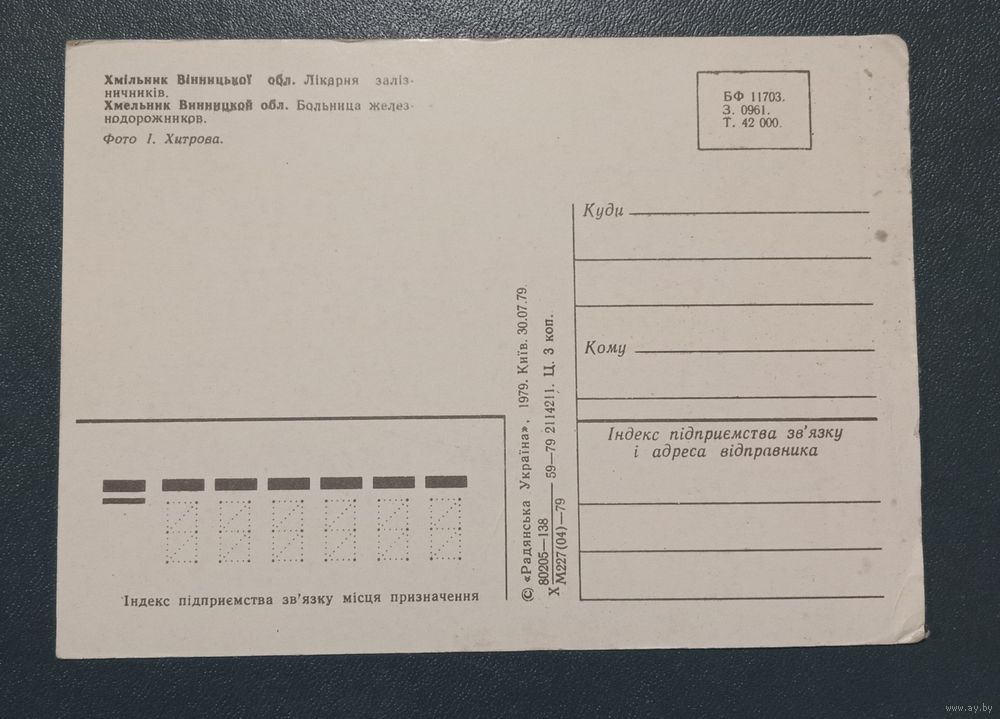 Хмільник Вінницької обл. Лікарня заліз-
ничників.
Хмельник Винницкой обл. Больница желез-
нодорожников.
Фото І. Хитрова.
БФ 11703.
З. 0961.
Т. 42 000.
Куди
Кому
Індекс підприємства зв'язку
і адреса відправника
© «Радянська Україна», 1979. Київ. 30.07.79
Х 80205—138 — 59—79 2114211. Ц. 3 коп.
М227(04)—79
Індекс підприємства зв'язку місця призначення
www.ay.by